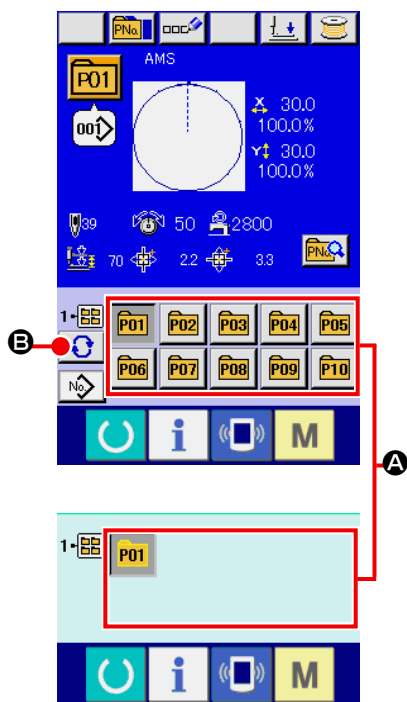 PNo.
AMS
P01
001
X 30.0
100.0%
Y 30.0
100.0%
39 50 2800
70 2.2 3.3
PNo.
1-
P01 P02 P03 P04 P05
B
No.
P06 P07 P08 P09 P10
i M
A
1-
P01
i M